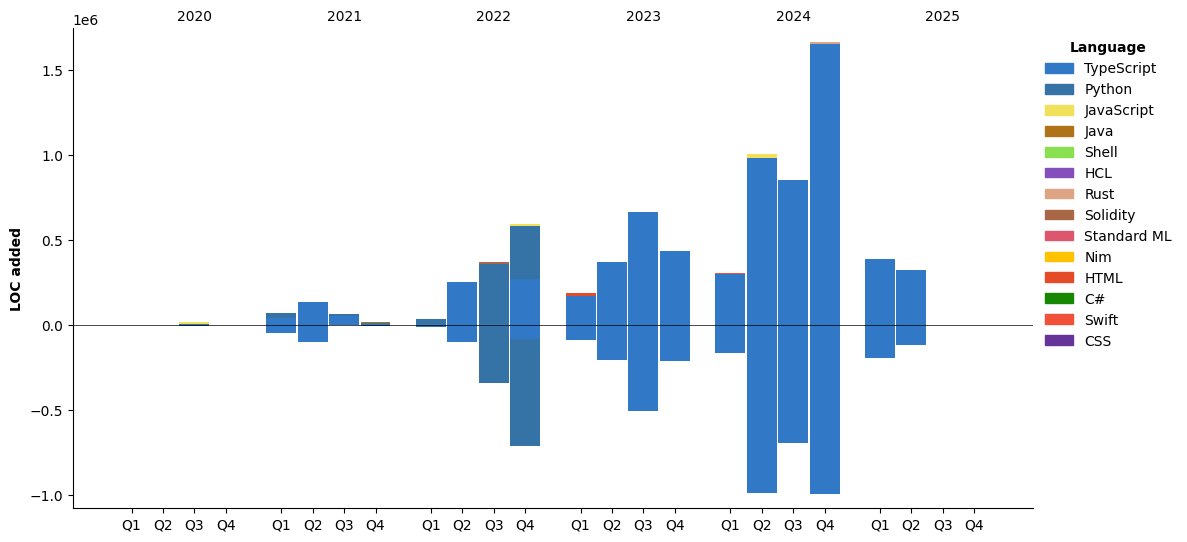 1e6
2020 2021 2022 2023 2024 2025
LOC added
1.5
1.0
0.5
0.0
−0.5
−1.0
Q1 Q2 Q3 Q4 Q1 Q2 Q3 Q4 Q1 Q2 Q3 Q4 Q1 Q2 Q3 Q4 Q1 Q2 Q3 Q4 Q1 Q2 Q3 Q4
Language
TypeScript
Python
JavaScript
Java
Shell
HCL
Rust
Solidity
Standard ML
Nim
HTML
C#
Swift
CSS